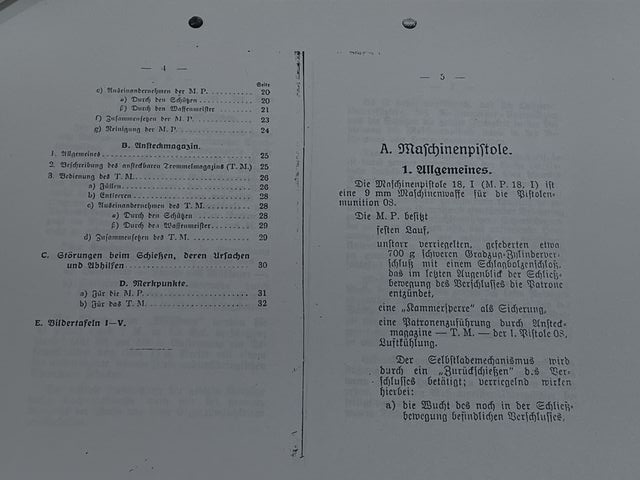 — 4 —
Seite
e) Auseinandernehmen der M. P. .......... 20
α) Durch den Schützen .......... 20
β) Durch den Waffenmeister .......... 21
f) Zusammensetzen der M. P. .......... 23
g) Reinigung der M. P. .......... 24
B. Ansteckmagazin.
1. Allgemeines .......... 25
2. Beschreibung des ansteckbaren Trommelmagazins (T. M.) 25
3. Bedienung des T. M. .......... 26
a) Füllen .......... 26
b) Entleeren .......... 28
c) Auseinandernehmen des T. M. .......... 28
α) Durch den Schützen .......... 28
β) Durch den Waffenmeister .......... 29
d) Zusammensetzen des T. M. .......... 29
C. Störungen beim Schießen, deren Ursachen
und Abhilfen .......... 30
D. Merkpunkte.
a) Für die M. P. .......... 31
b) Für das T. M. .......... 32
E. Bildertafeln I—V.
— 5 —
A. Maschinenpistole.
1. Allgemeines.
Die Maschinenpistole 18, I (M. P. 18, I) ist
eine 9 mm Maschinenwaffe für die Pistolen-
munition 08.
Die M. P. besitzt
festen Lauf,
unstarr verriegelten, gefederten etwa
700 g schweren Gradzug-Zylinderver-
schluß mit einem Schlagbolzenschloß,
das im letzten Augenblick der Schließ-
bewegung des Verschlusses die Patrone
entzündet,
eine „Kammersperre" als Sicherung,
eine Patronenzuführung durch Ansteck-
magazine — T. M. — der 1. Pistole 08,
Luftkühlung.
Der Selbstlademechanismus wird
durch ein „Zurückschießen" d.s Ver-
schlusses betätigt; verriegelnd wirken
hierbei:
a) die Wucht des noch in der Schließ-
bewegung befindlichen Verschlusses,